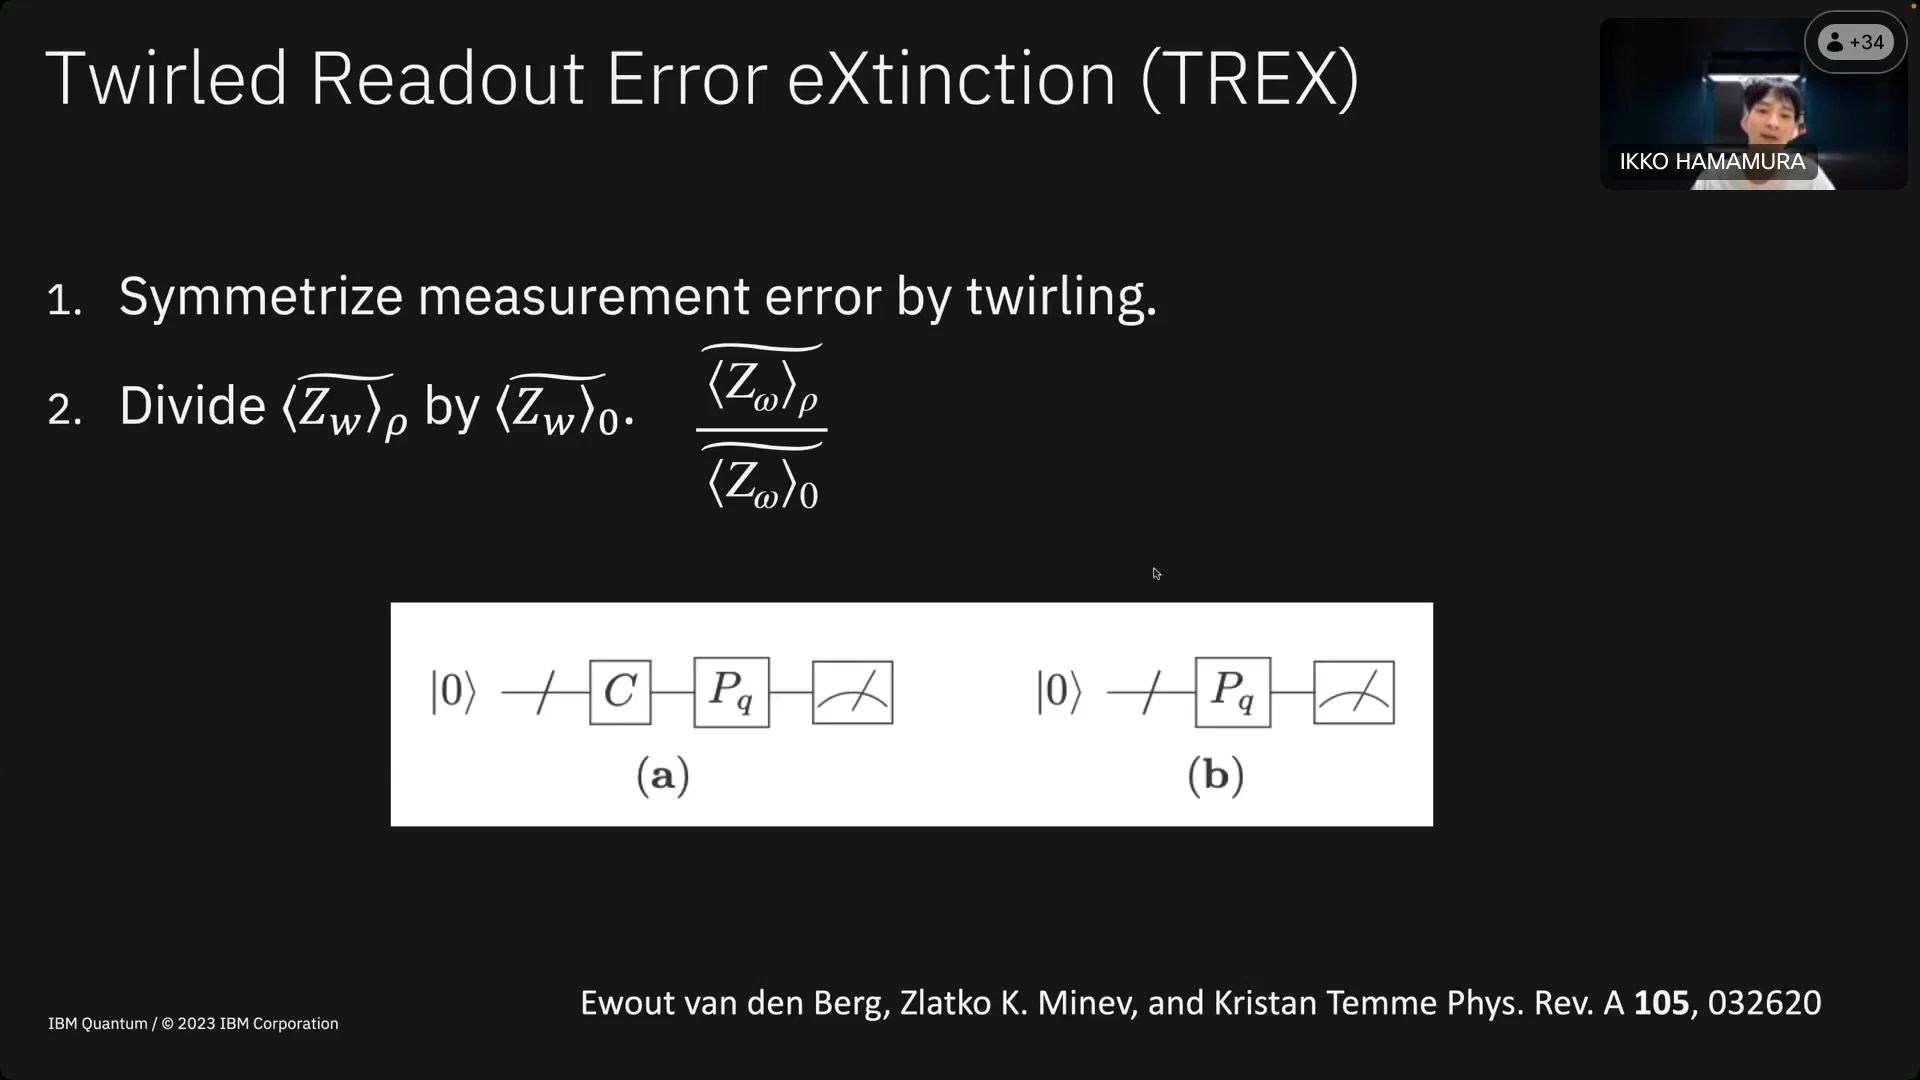 Twirled Readout Error eXtinction (TREX)
+34
IKKO HAMAMURA
1. Symmetrize measurement error by twirling.
2. Divide ⟨Z̃_w⟩_ρ by ⟨Z̃_w⟩_0.
⟨Z_ω⟩_ρ
⟨Z_ω⟩_0
|0⟩ C P_q |0⟩ P_q
(a) (b)
Ewout van den Berg, Zlatko K. Minev, and Kristan Temme Phys. Rev. A 105, 032620
IBM Quantum / © 2023 IBM Corporation